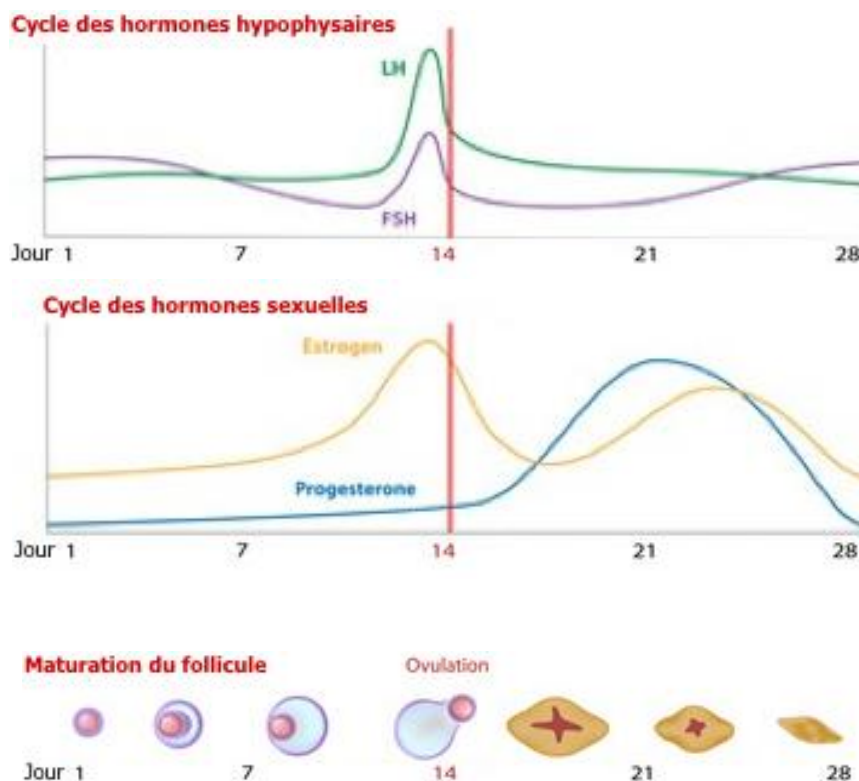 Cycle des hormones hypophysaires
LH
FSH
Jour 1 7 14 21 28
Cycle des hormones sexuelles
Estrogen
Progesterone
Jour 1 7 14 21 28
Maturation du follicule Ovulation
Jour 1 7 14 21 28